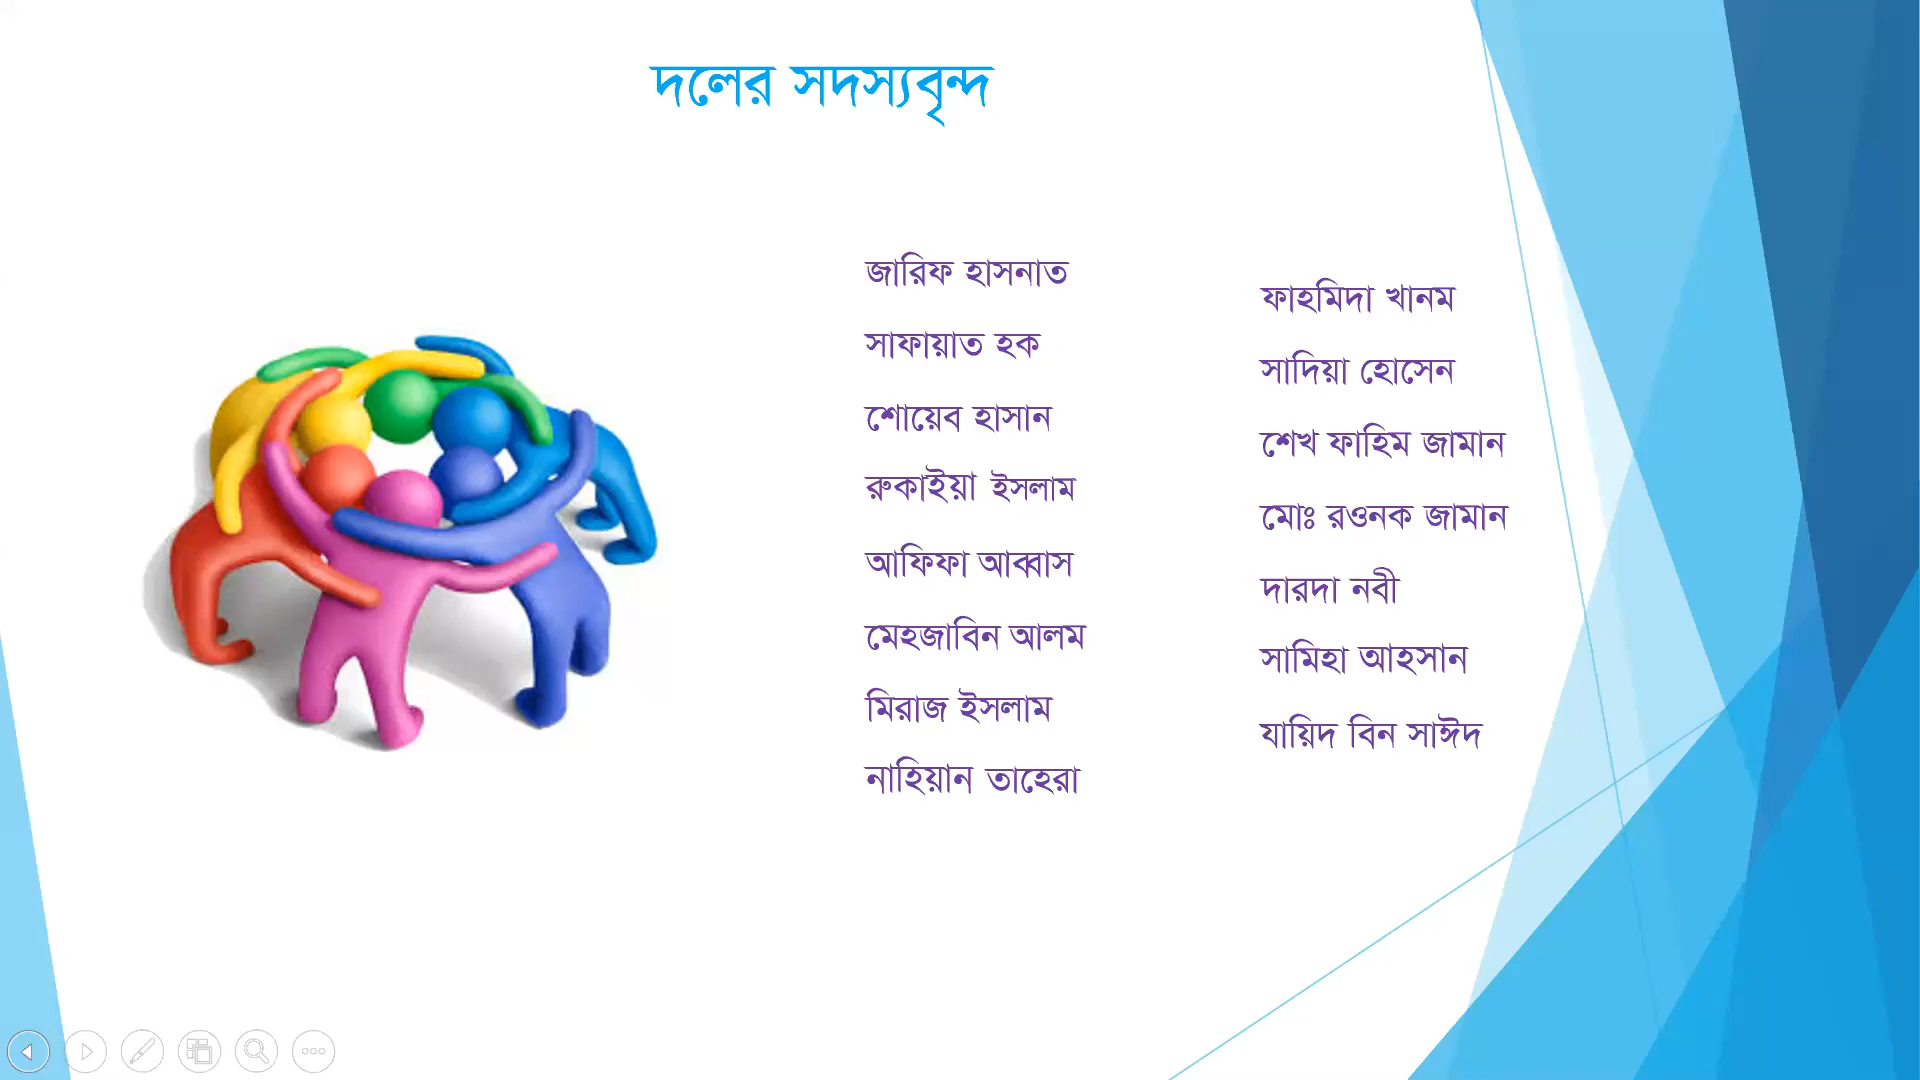 দলের সদস্যবৃন্দ
জারিফ হাসনাত
সাফায়াত হক
শোয়েব হাসান
রুকাইয়া ইসলাম
আফিফা আব্বাস
মেহজাবিন আলম
মিরাজ ইসলাম
নাহিয়ান তাহেরা
ফাহমিদা খানম
সাদিয়া হোসেন
শেখ ফাহিম জামান
মোঃ রওনক জামান
দারদা নবী
সামিহা আহসান
যায়িদ বিন সাঈদ